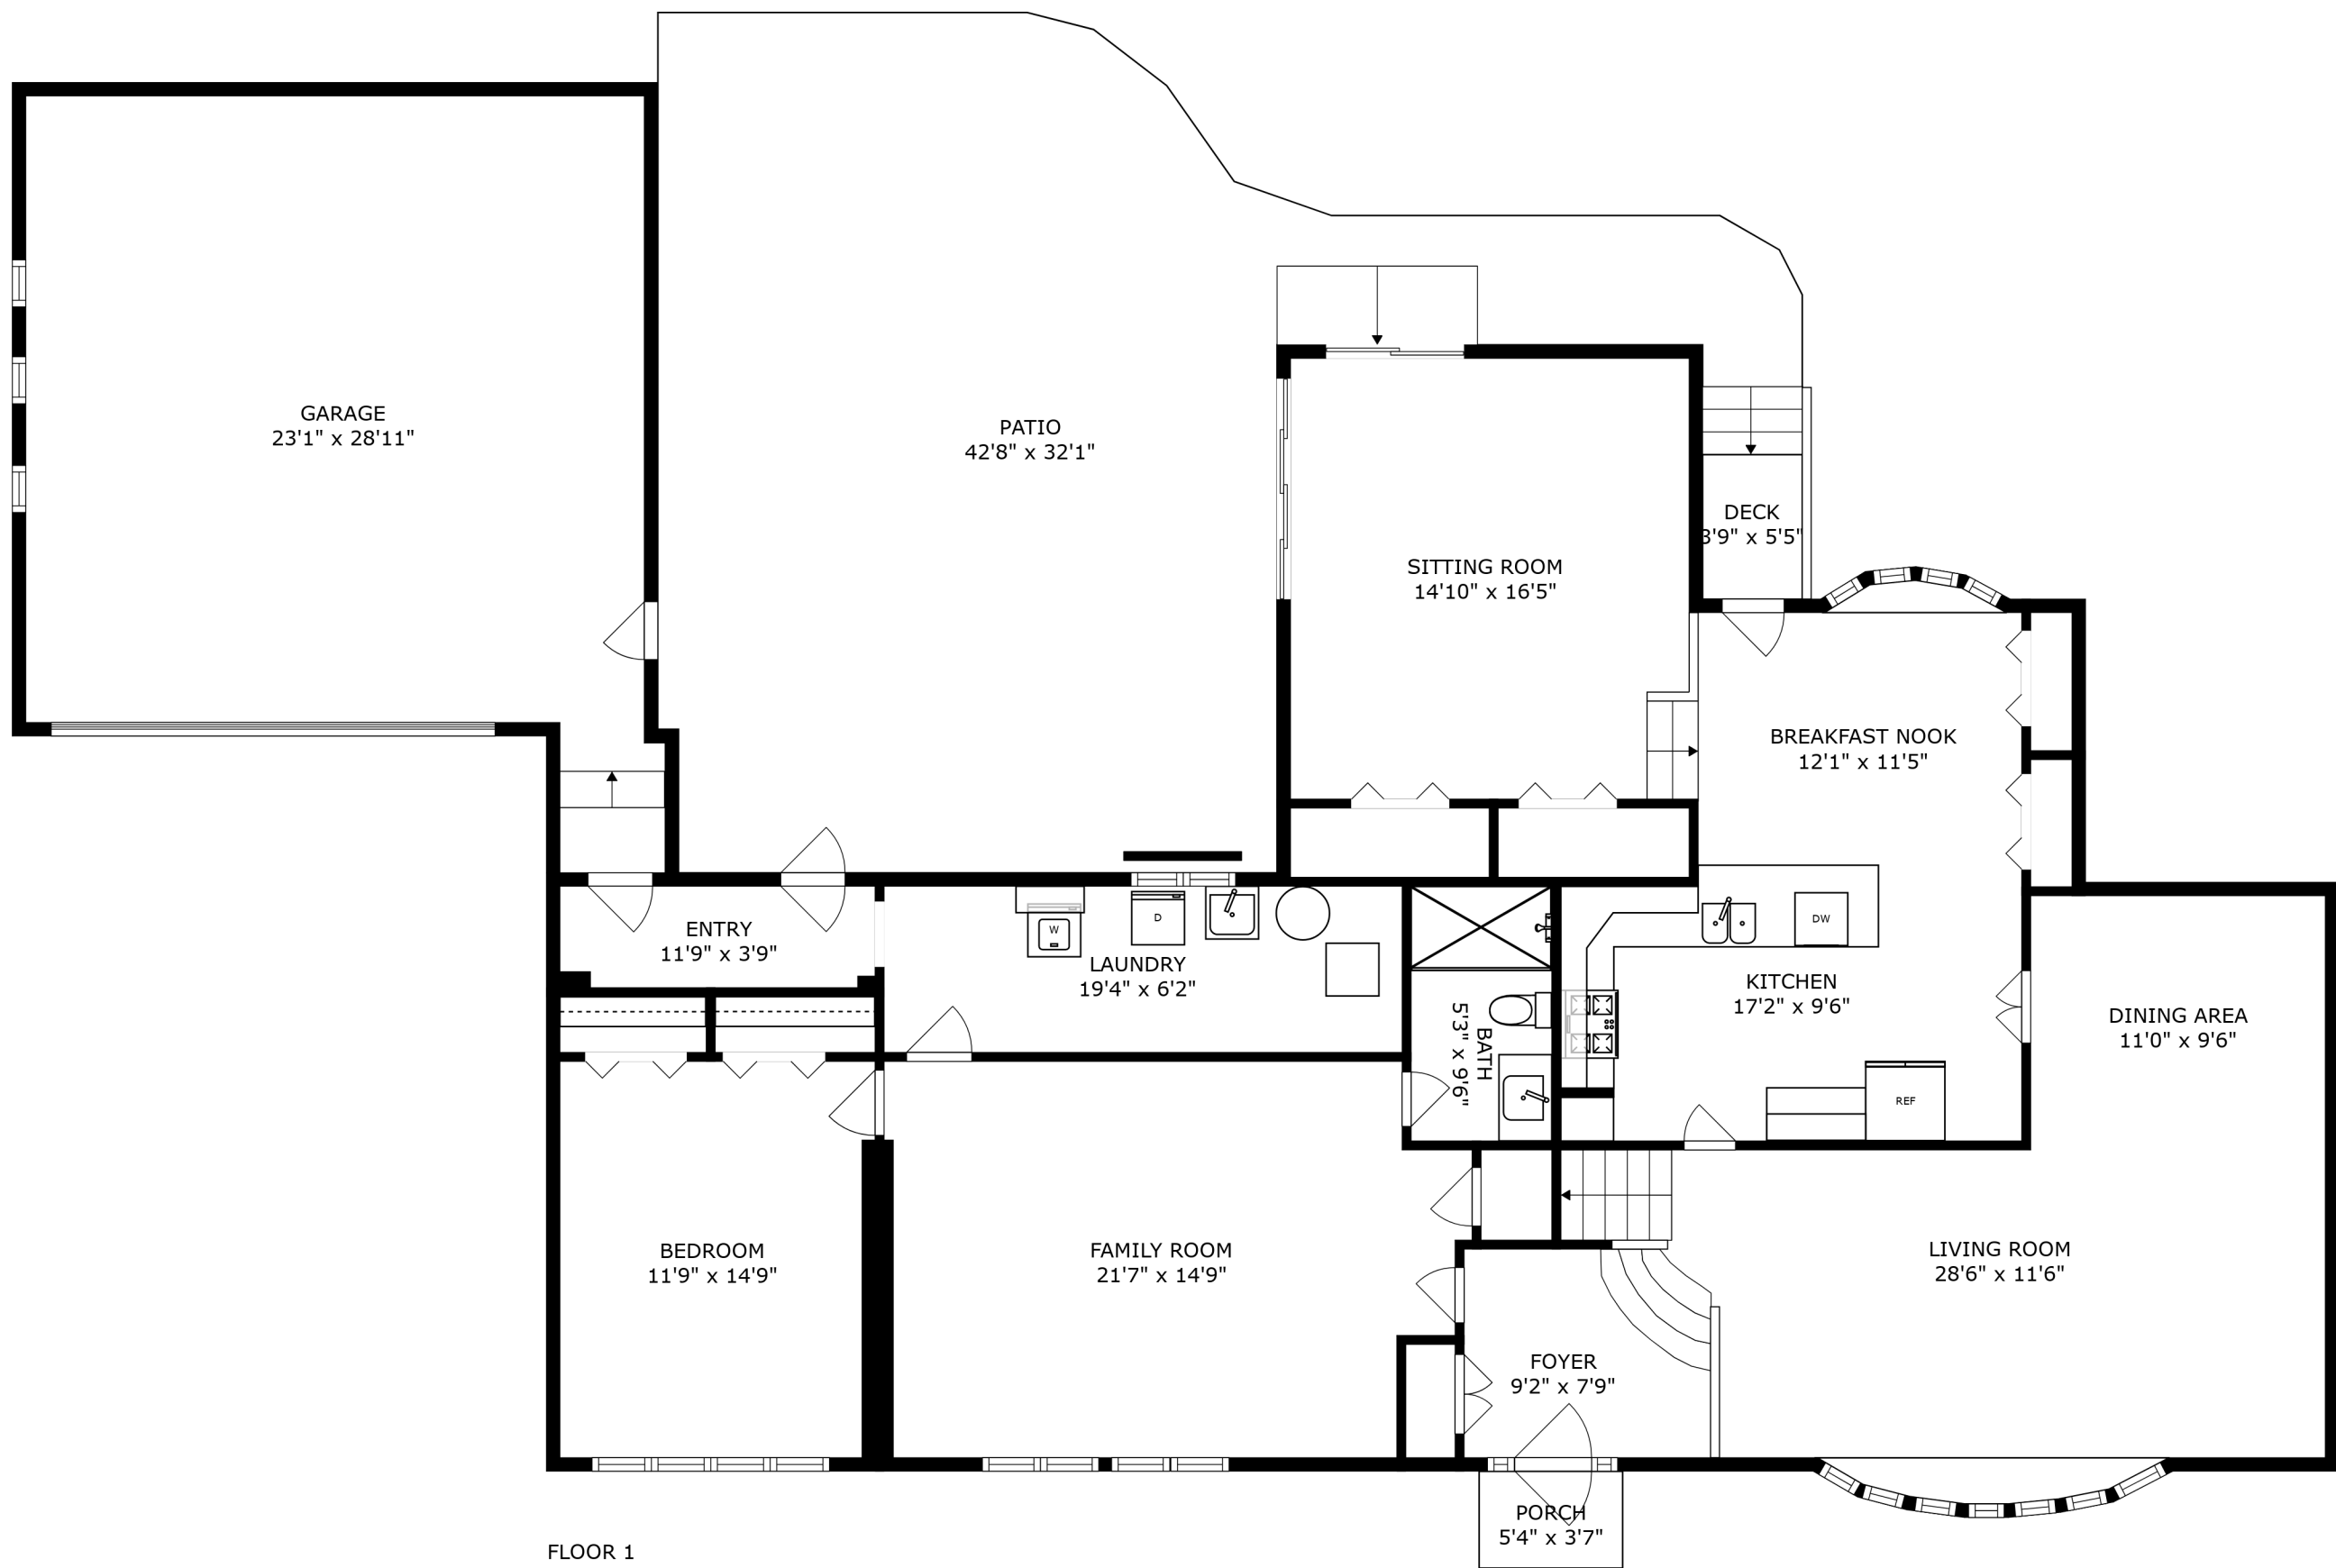 GARAGE
23'1" x 28'11"
PATIO
42'8" x 32'1"
SITTING ROOM
14'10" x 16'5"
DECK
3'9" x 5'5"
BREAKFAST NOOK
12'1" x 11'5"
ENTRY
11'9" x 3'9"
W
D
LAUNDRY
19'4" x 6'2"
BATH
5'3" x 9'6"
DW
KITCHEN
17'2" x 9'6"
REF
DINING AREA
11'0" x 9'6"
BEDROOM
11'9" x 14'9"
FAMILY ROOM
21'7" x 14'9"
LIVING ROOM
28'6" x 11'6"
FOYER
9'2" x 7'9"
PORCH
5'4" x 3'7"
FLOOR 1